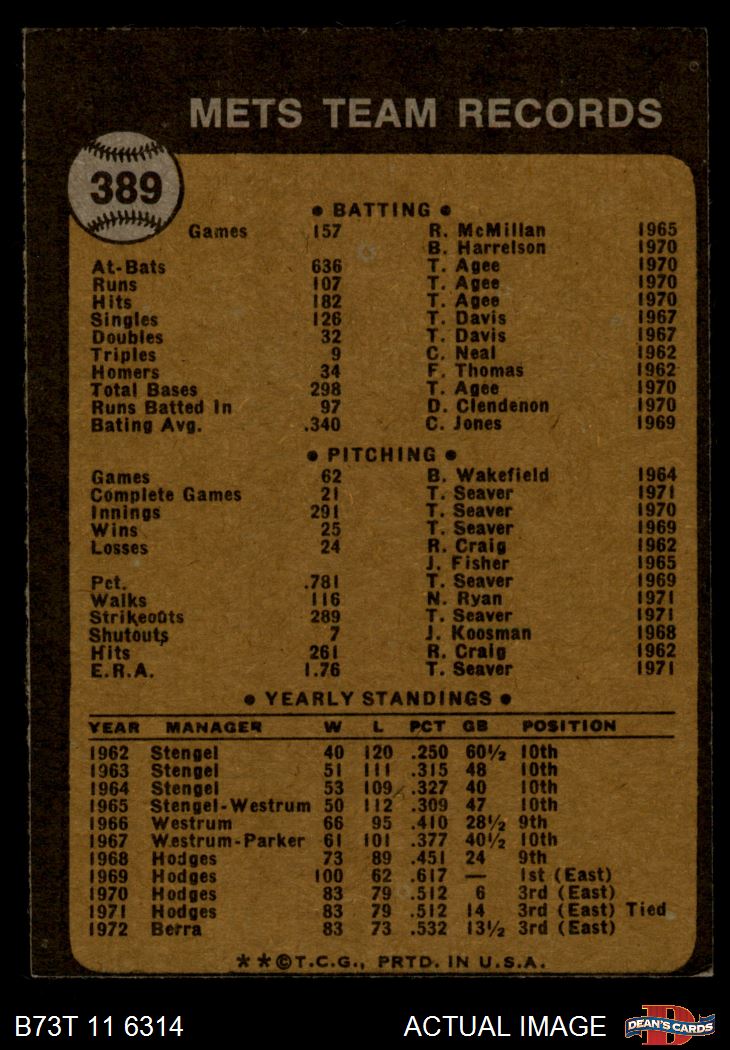 METS TEAM RECORDS
389
• BATTING •
Games 157 R. McMillan 1965
B. Harrelson 1970
At-Bats 636 T. Agee 1970
Runs 107 T. Agee 1970
Hits 182 T. Agee 1970
Singles 126 T. Davis 1967
Doubles 32 T. Davis 1967
Triples 9 C. Neal 1962
Homers 34 F. Thomas 1962
Total Bases 298 T. Agee 1970
Runs Batted In 97 D. Clendenon 1970
Bating Avg. .340 C. Jones 1969
• PITCHING •
Games 62 B. Wakefield 1964
Complete Games 21 T. Seaver 1971
Innings 291 T. Seaver 1970
Wins 25 T. Seaver 1969
Losses 24 R. Craig 1962
J. Fisher 1965
Pct. .781 T. Seaver 1969
Walks 116 N. Ryan 1971
Strikeouts 289 T. Seaver 1971
Shutouts 7 J. Koosman 1968
Hits 261 R. Craig 1962
E.R.A. 1.76 T. Seaver 1971
• YEARLY STANDINGS •
YEAR MANAGER W L PCT GB POSITION
1962 Stengel 40 120 .250 60½ 10th
1963 Stengel 51 111 .315 48 10th
1964 Stengel 53 109 .327 40 10th
1965 Stengel-Westrum 50 112 .309 47 10th
1966 Westrum 66 95 .410 28½ 9th
1967 Westrum-Parker 61 101 .377 40½ 10th
1968 Hodges 73 89 .451 24 9th
1969 Hodges 100 62 .617 — 1st (East)
1970 Hodges 83 79 .512 6 3rd (East)
1971 Hodges 83 79 .512 14 3rd (East) Tied
1972 Berra 83 73 .532 13½ 3rd (East)
**©T.C.G., PRTD. IN U.S.A.
B73T 11 6314 ACTUAL IMAGE D DEAN'S CARDS